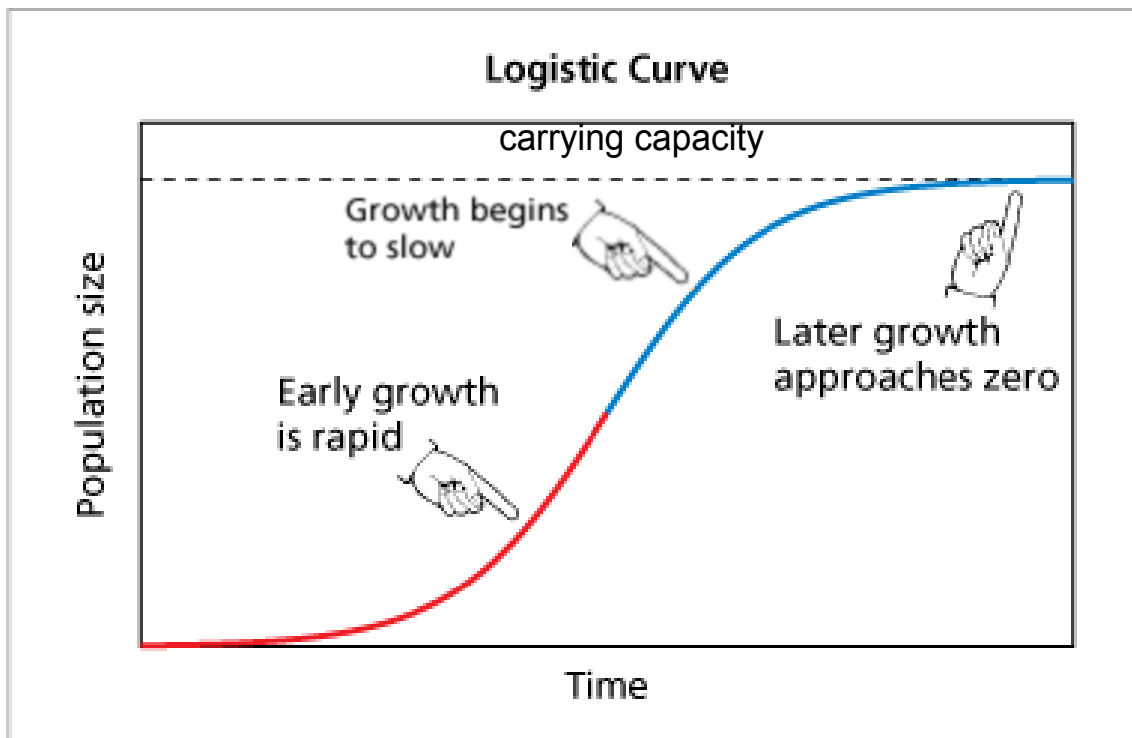 Logistic Curve
carrying capacity
Growth begins
to slow
Later growth
approaches zero
Early growth
is rapid
Population size
Time